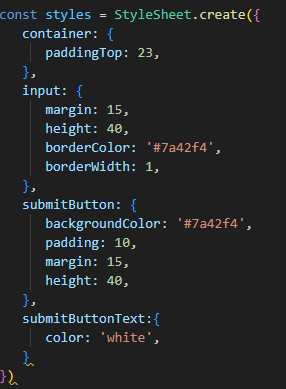 const styles = StyleSheet.create({
    container: {
        paddingTop: 23,
    },
    input: {
        margin: 15,
        height: 40,
        borderColor: '#7a42f4',
        borderWidth: 1,
    },
    submitButton: {
        backgroundColor: '#7a42f4',
        padding: 10,
        margin: 15,
        height: 40,
    },
    submitButtonText:{
        color: 'white',
    }
})